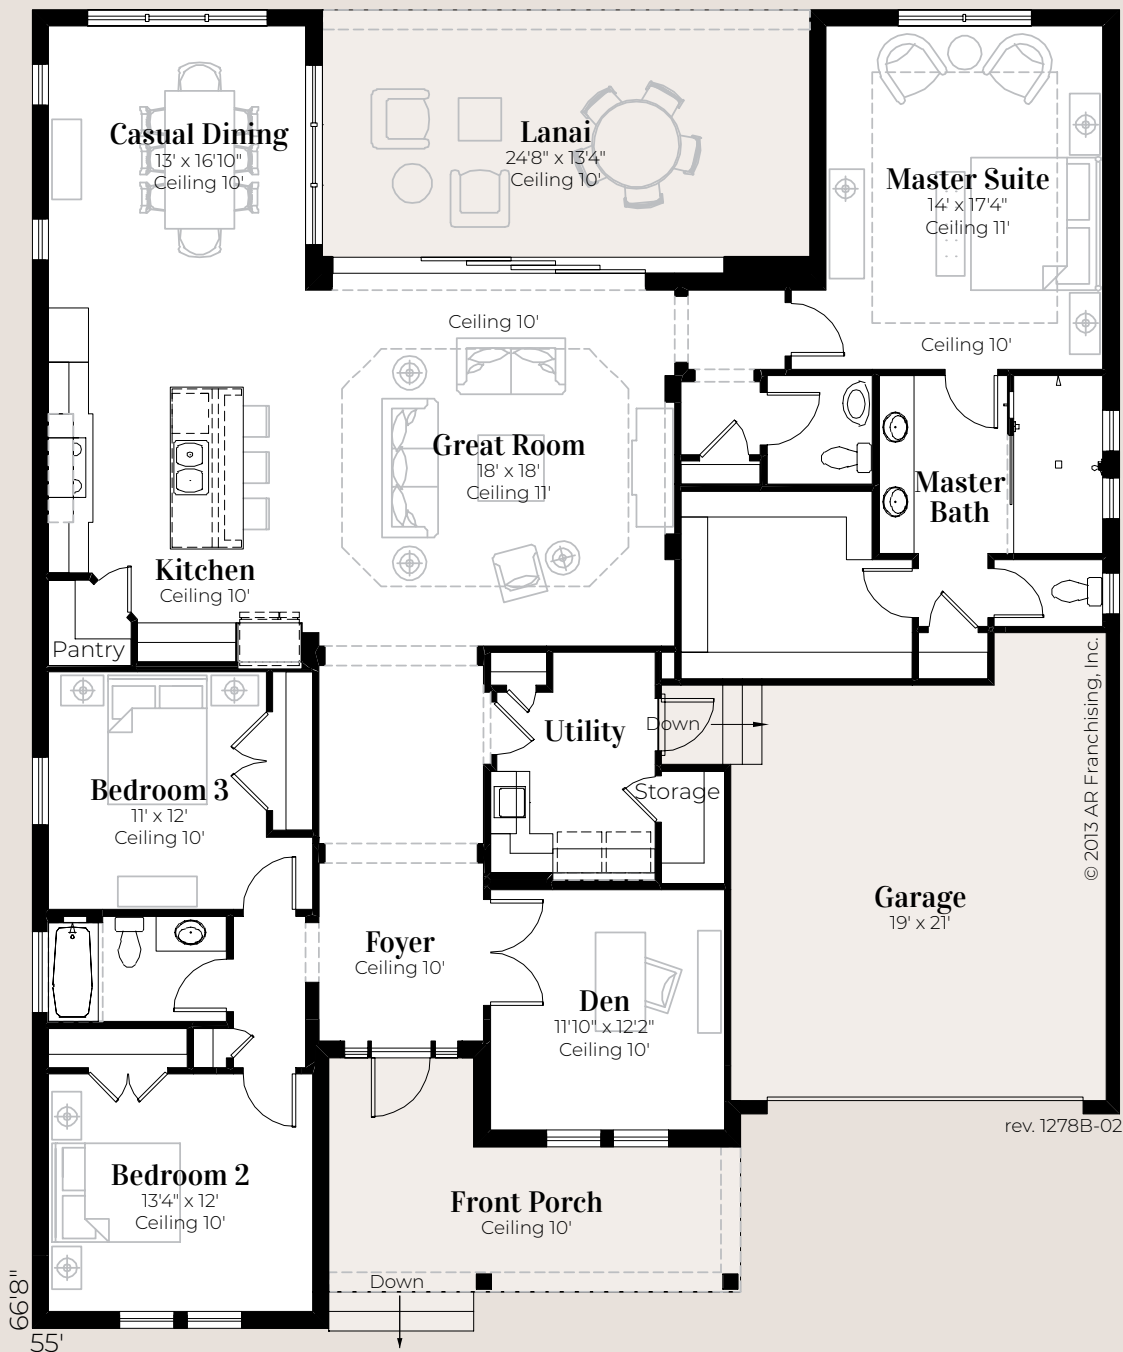 Casual Dining
13' x 16'10"
Ceiling 10'
Lanai
24'8" x 13'4"
Ceiling 10'
Master Suite
14' x 17'4"
Ceiling 11'
Ceiling 10'
Ceiling 10'
Great Room
18' x 18'
Ceiling 11'
Master
Bath
Kitchen
Ceiling 10'
Pantry
Utility
Down
Storage
Bedroom 3
11' x 12'
Ceiling 10'
© 2013 AR Franchising, Inc.
Garage
19' x 21'
Foyer
Ceiling 10'
Den
11'10" x 12'2"
Ceiling 10'
rev. 1278B-02
Bedroom 2
13'4" x 12'
Ceiling 10'
Front Porch
Ceiling 10'
Down
66'8"
55'